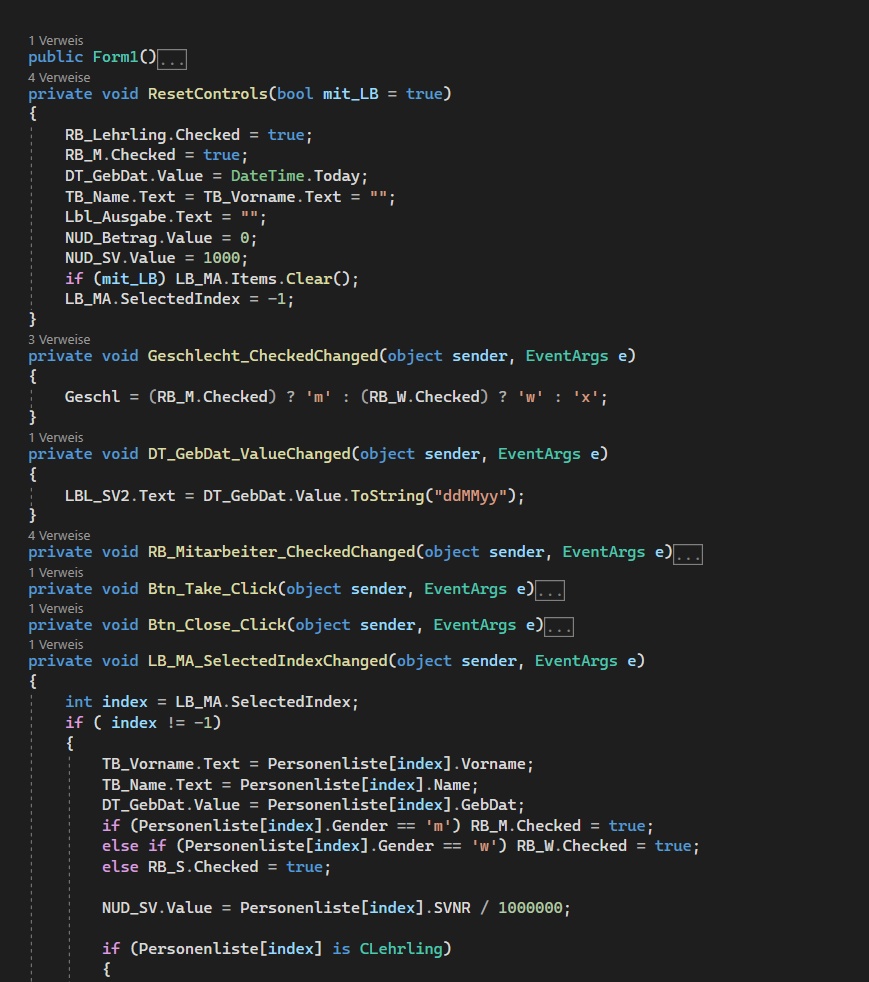 1 Verweis
public Form1()...
4 Verweise
private void ResetControls(bool mit_LB = true)
{
RB_Lehrling.Checked = true;
RB_M.Checked = true;
DT_GebDat.Value = DateTime.Today;
TB_Name.Text = TB_Vorname.Text = "";
Lbl_Ausgabe.Text = "";
NUD_Betrag.Value = 0;
NUD_SV.Value = 1000;
if (mit_LB) LB_MA.Items.Clear();
LB_MA.SelectedIndex = -1;
}
3 Verweise
private void Geschlecht_CheckedChanged(object sender, EventArgs e)
{
Geschl = (RB_M.Checked) ? 'm' : (RB_W.Checked) ? 'w' : 'x';
}
1 Verweis
private void DT_GebDat_ValueChanged(object sender, EventArgs e)
{
LBL_SV2.Text = DT_GebDat.Value.ToString("ddMMyy");
}
4 Verweise
private void RB_Mitarbeiter_CheckedChanged(object sender, EventArgs e)...
1 Verweis
private void Btn_Take_Click(object sender, EventArgs e)...
1 Verweis
private void Btn_Close_Click(object sender, EventArgs e)...
1 Verweis
private void LB_MA_SelectedIndexChanged(object sender, EventArgs e)
{
int index = LB_MA.SelectedIndex;
if ( index != -1)
{
TB_Vorname.Text = Personenliste[index].Vorname;
TB_Name.Text = Personenliste[index].Name;
DT_GebDat.Value = Personenliste[index].GebDat;
if (Personenliste[index].Gender == 'm') RB_M.Checked = true;
else if (Personenliste[index].Gender == 'w') RB_W.Checked = true;
else RB_S.Checked = true;
NUD_SV.Value = Personenliste[index].SVNR / 1000000;
if (Personenliste[index] is CLehrling)
{